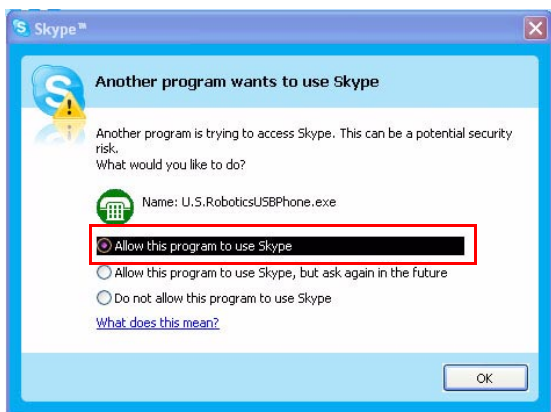 Skype™
Another program wants to use Skype
Another program is trying to access Skype. This can be a potential security
risk.
What would you like to do?
Name: U.S.RoboticsUSBPhone.exe
Allow this program to use Skype
Allow this program to use Skype, but ask again in the future
Do not allow this program to use Skype
What does this mean?
OK